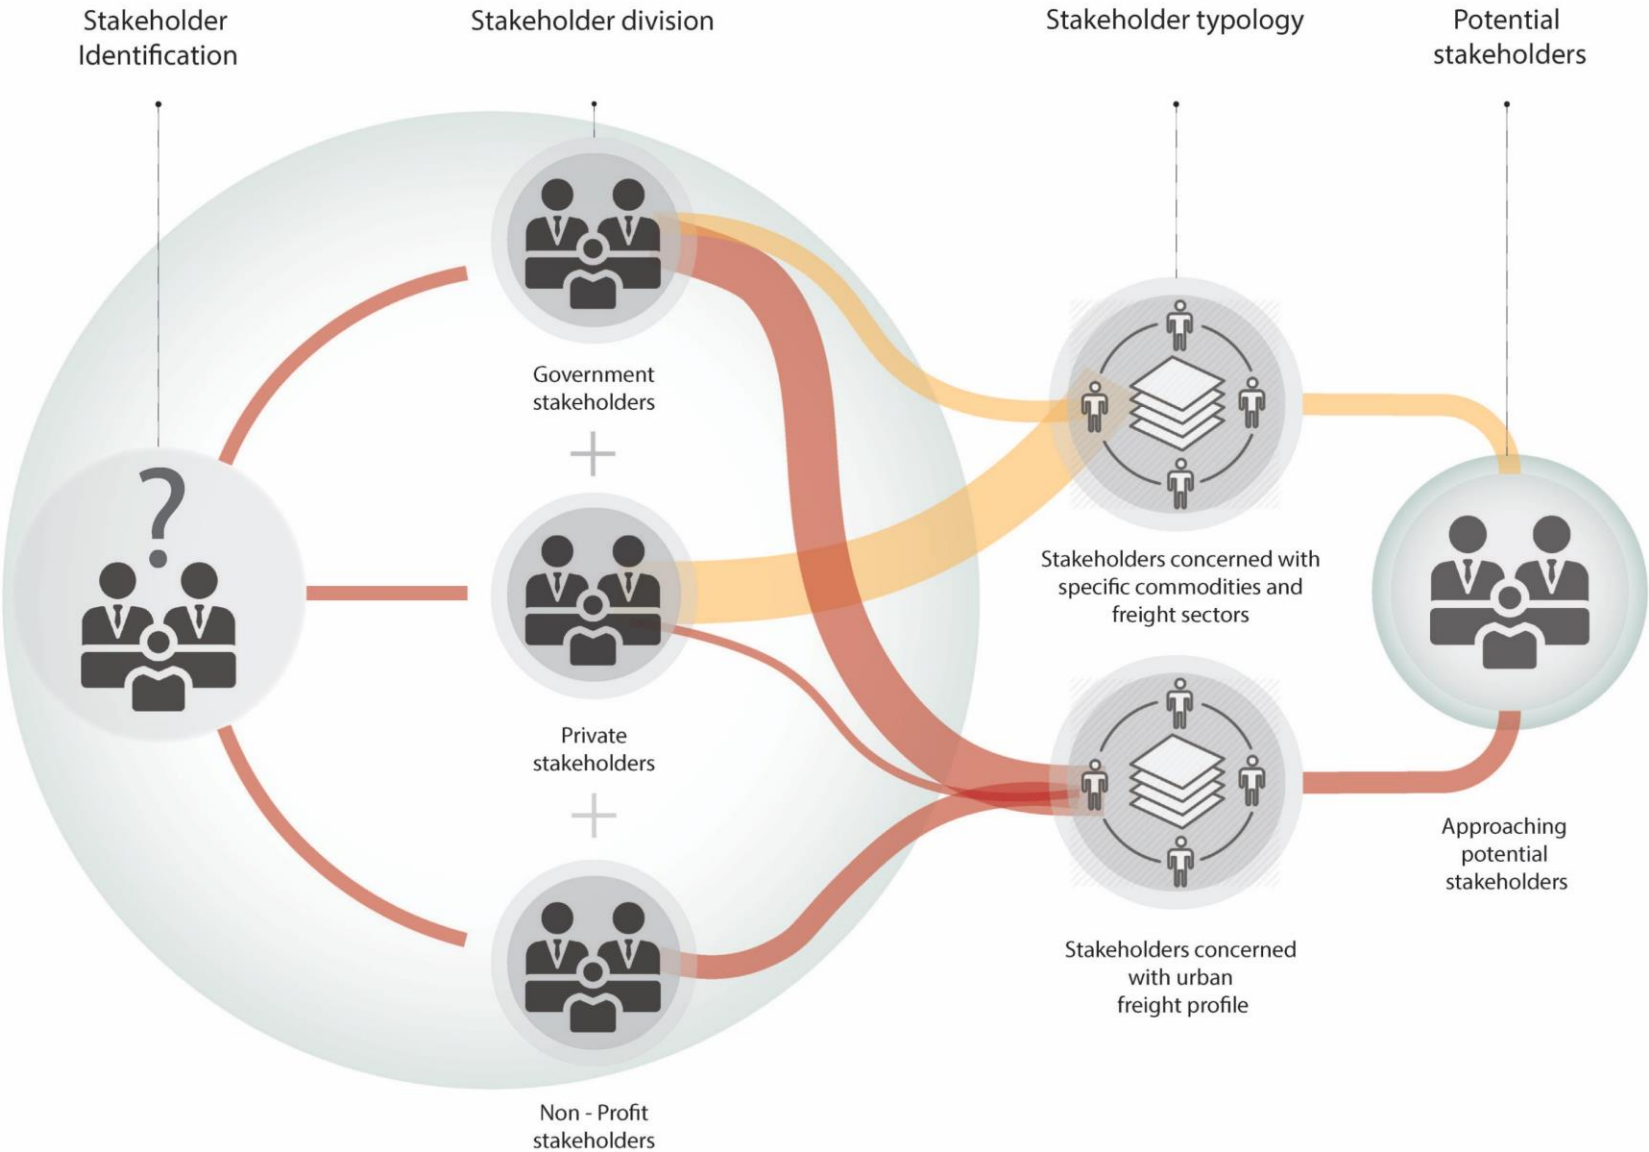 Stakeholder
Identification
Stakeholder division
Stakeholder typology
Potential
stakeholders
?
Government
stakeholders
+
Private
stakeholders
+
Non - Profit
stakeholders
Stakeholders concerned with
specific commodities and
freight sectors
Stakeholders concerned
with urban
freight profile
Approaching
potential
stakeholders